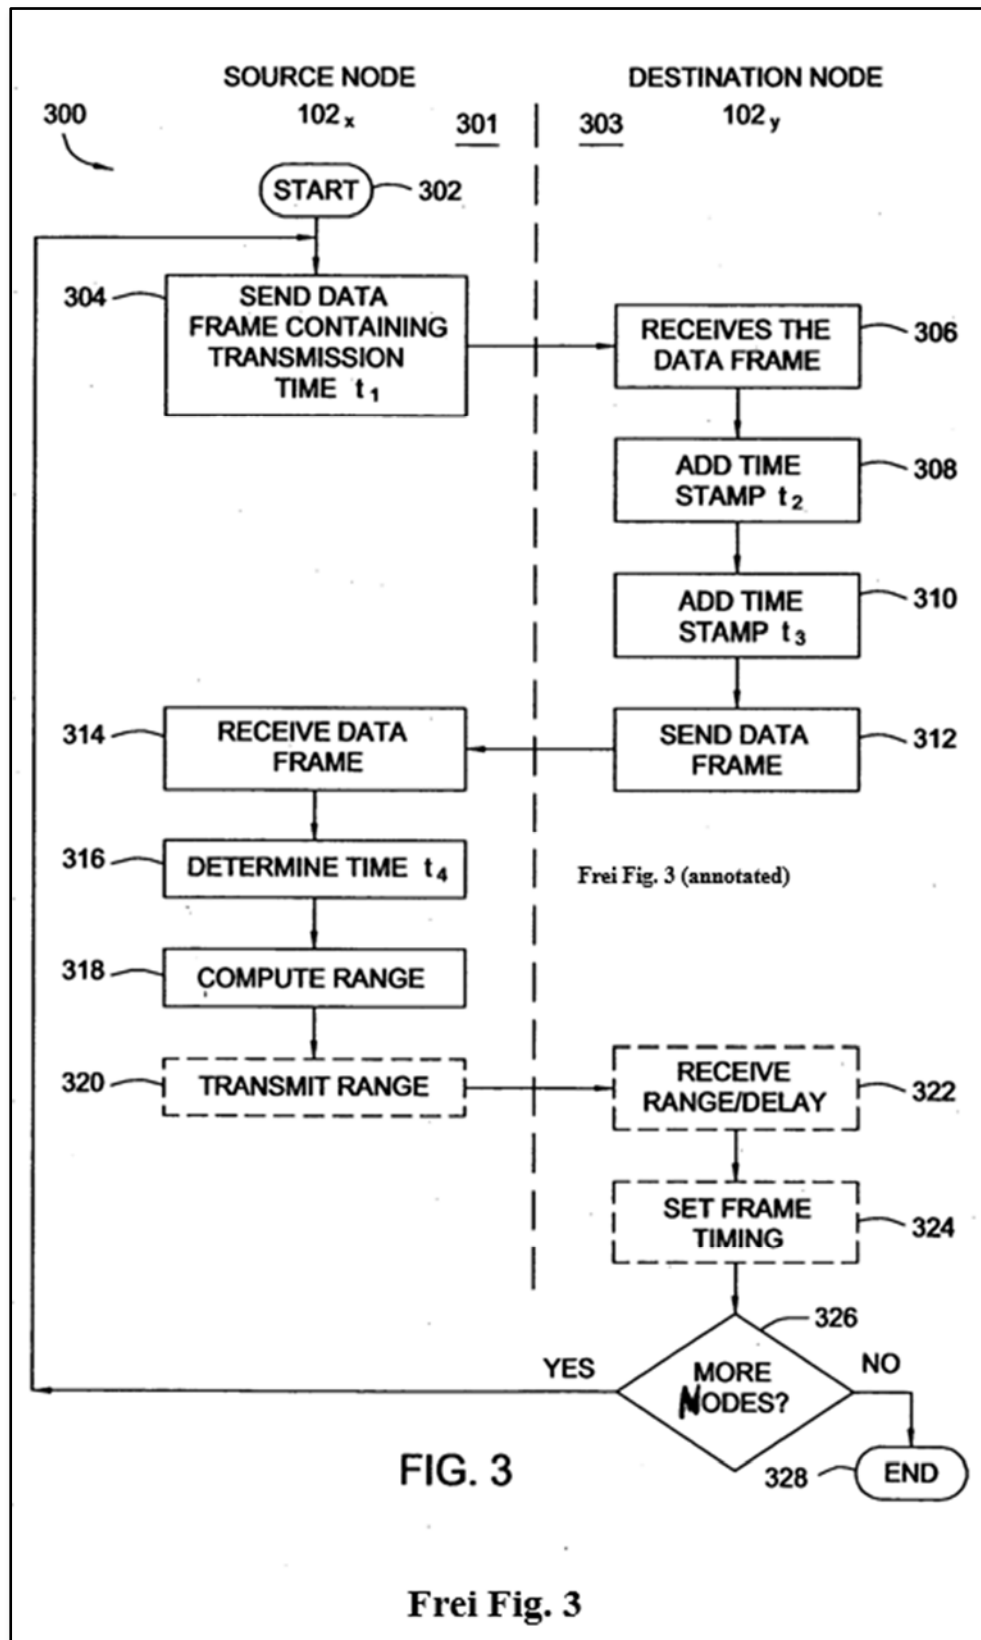 SOURCE NODE
102 x
301
DESTINATION NODE
102 y
303
300
START
302
304
SEND DATA
FRAME CONTAINING
TRANSMISSION
TIME t1
RECEIVES THE
DATA FRAME
306
ADD TIME
STAMP t2
308
ADD TIME
STAMP t3
310
314
RECEIVE DATA
FRAME
SEND DATA
FRAME
312
316
DETERMINE TIME t4
Frei Fig. 3 (annotated)
318
COMPUTE RANGE
320
TRANSMIT RANGE
RECEIVE
RANGE/DELAY
322
SET FRAME
TIMING
324
326
YES
MORE
NODES?
NO
FIG. 3
328
END
Frei Fig. 3